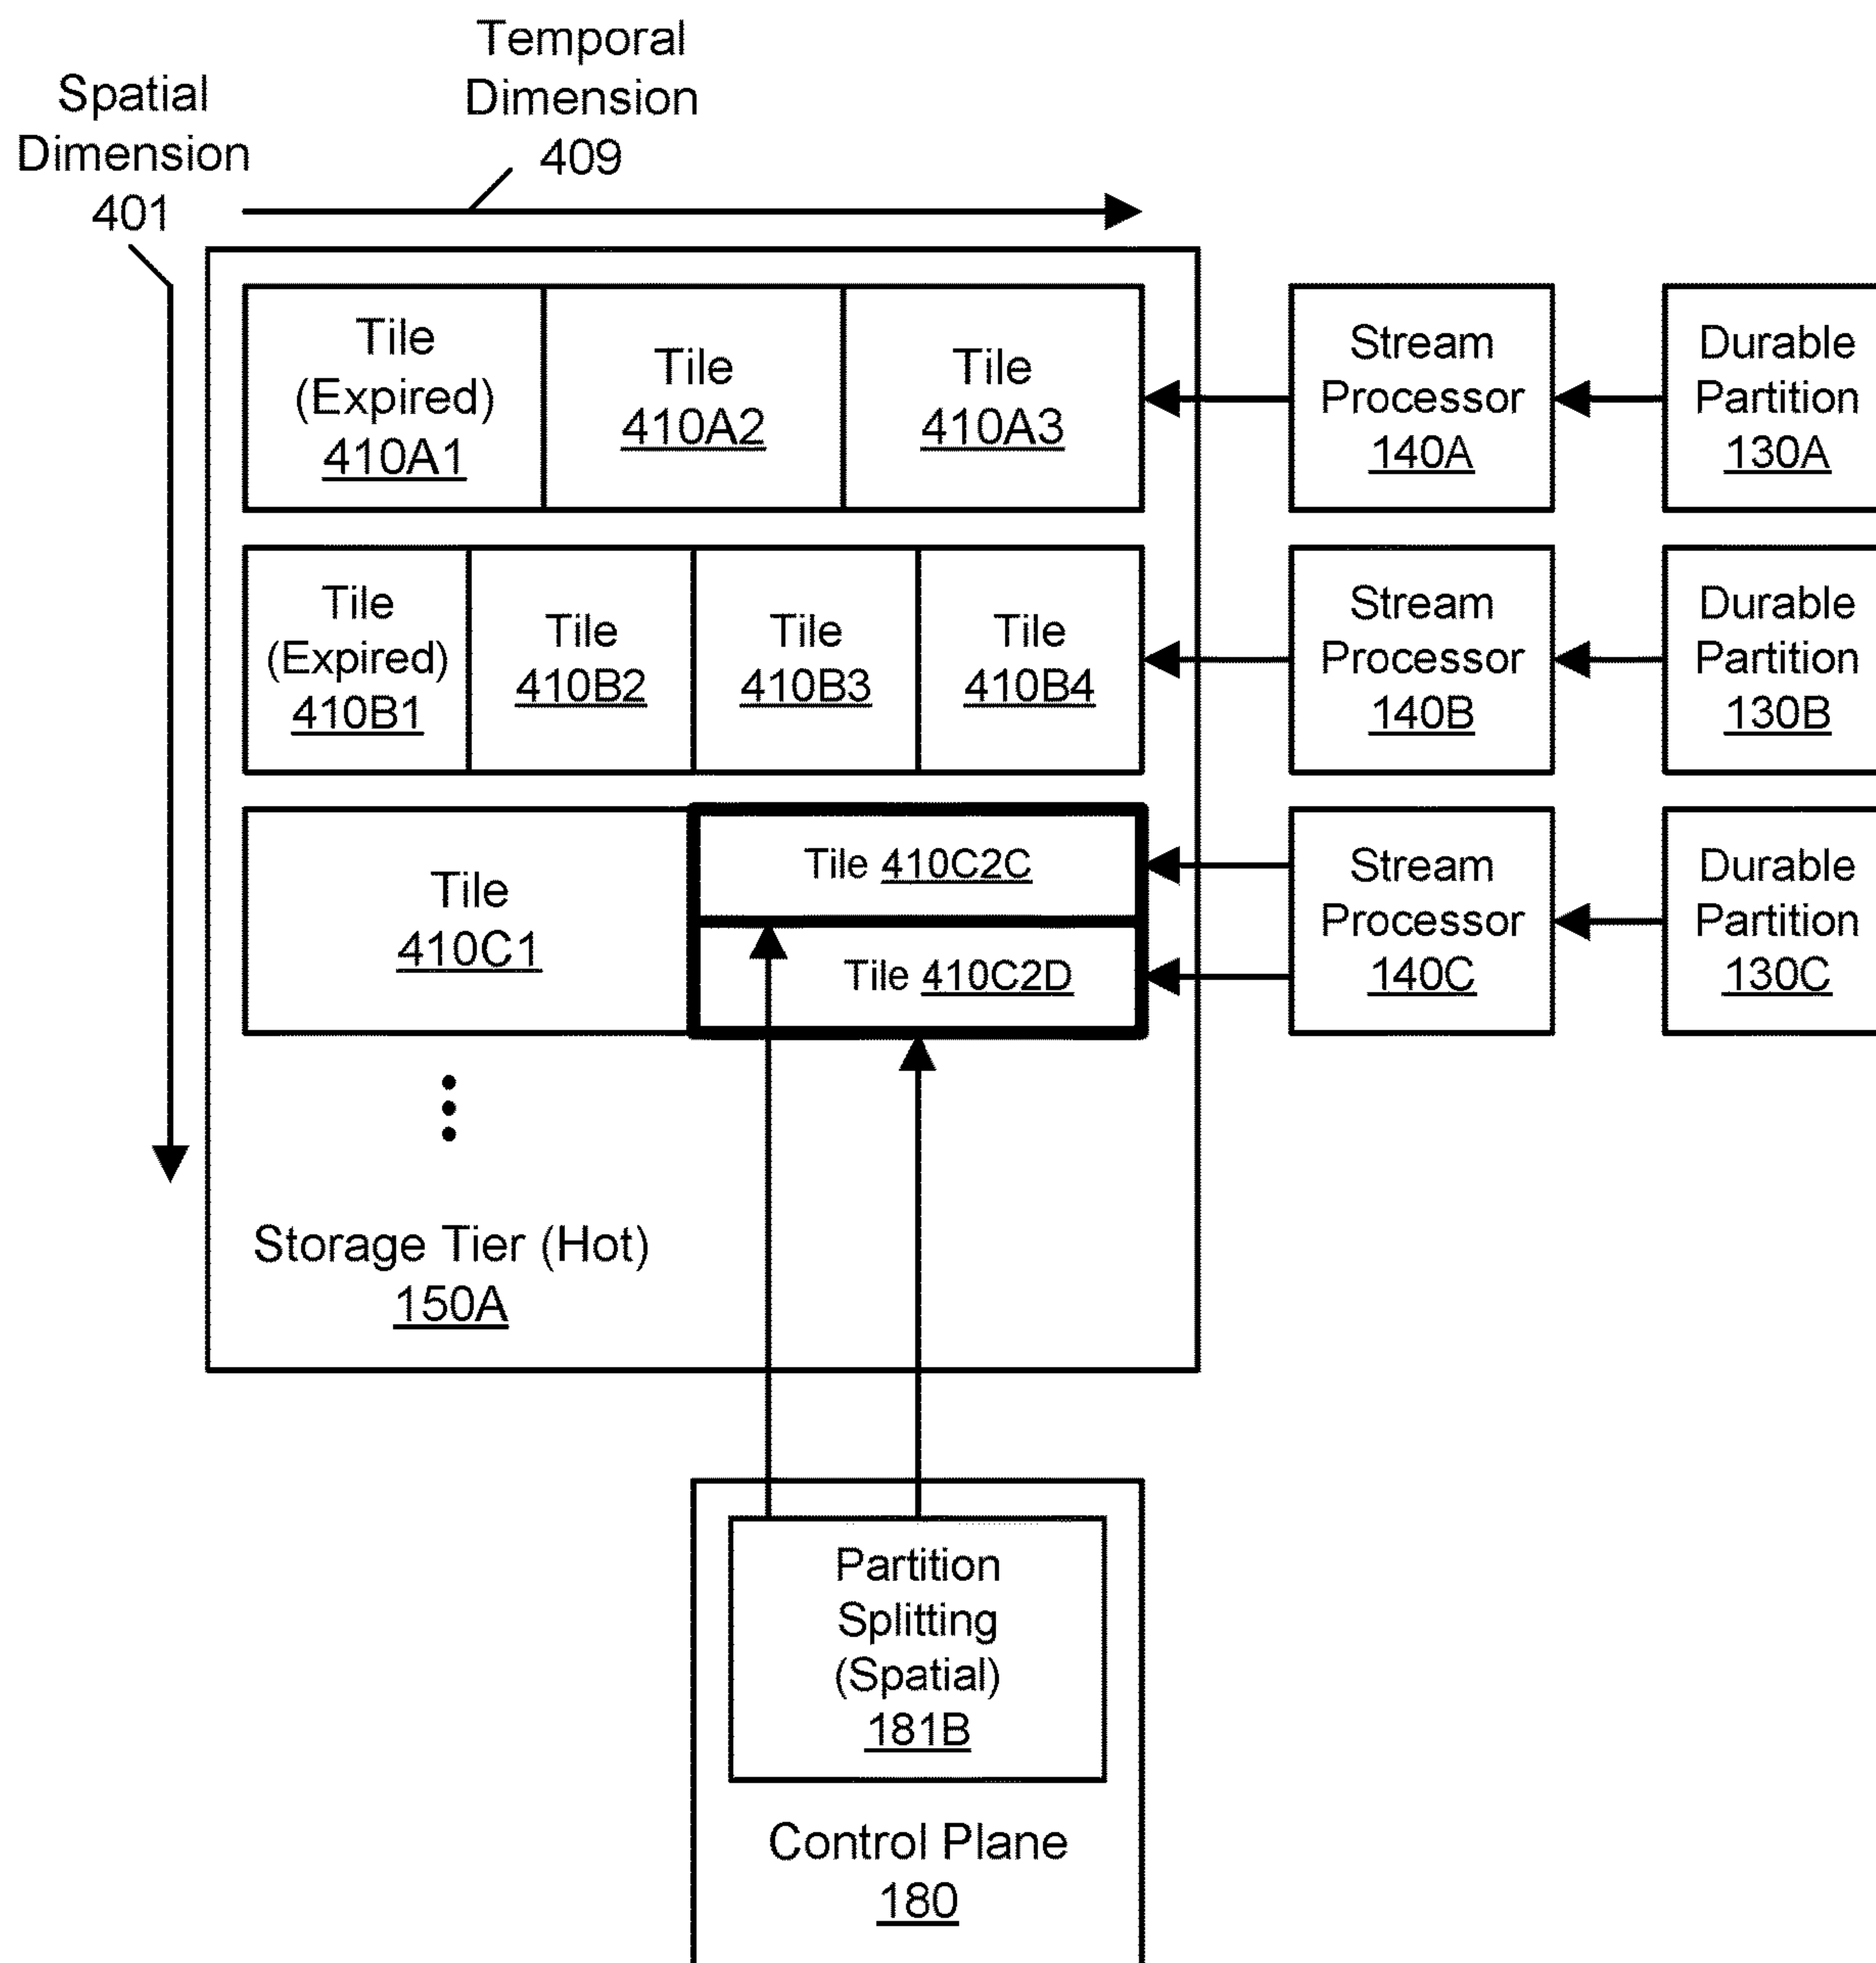 Temporal
Dimension
409
Spatial
Dimension
401
Tile
(Expired)
410A1
Tile
410A2
Tile
410A3
Stream
Processor
140A
Durable
Partition
130A
Tile
(Expired)
410B1
Tile
410B2
Tile
410B3
Tile
410B4
Stream
Processor
140B
Durable
Partition
130B
Tile
410C1
Tile 410C2C
Tile 410C2D
Stream
Processor
140C
Durable
Partition
130C
Storage Tier (Hot)
150A
Partition
Splitting
(Spatial)
181B
Control Plane
180